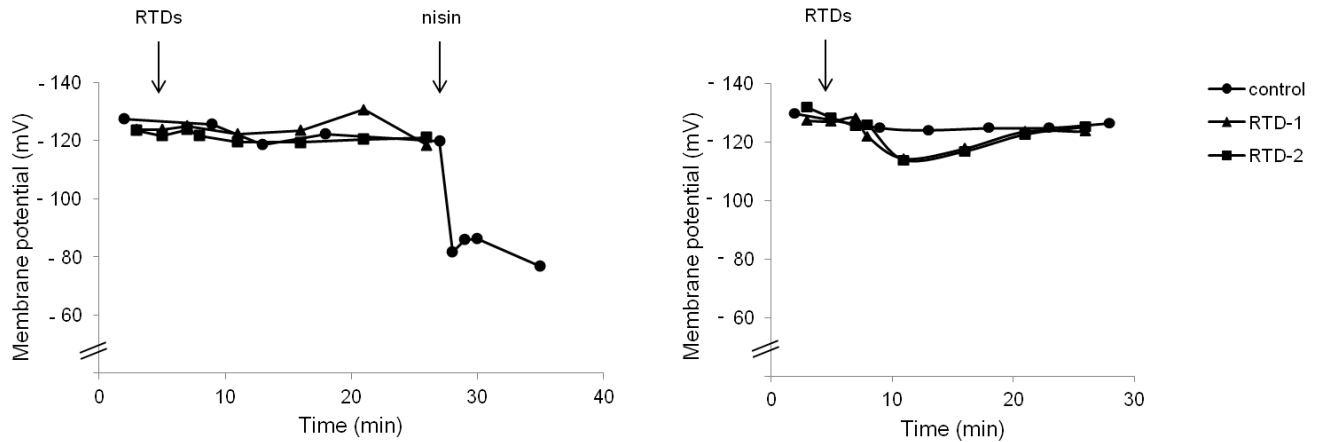 RTDs
nisin
Membrane potential (mV)
- 140
- 120
- 100
- 80
- 60
0
10
20
30
40
Time (min)
RTDs
Membrane potential (mV)
- 140
- 120
- 100
- 80
- 60
0
10
20
30
Time (min)
control
RTD-1
RTD-2